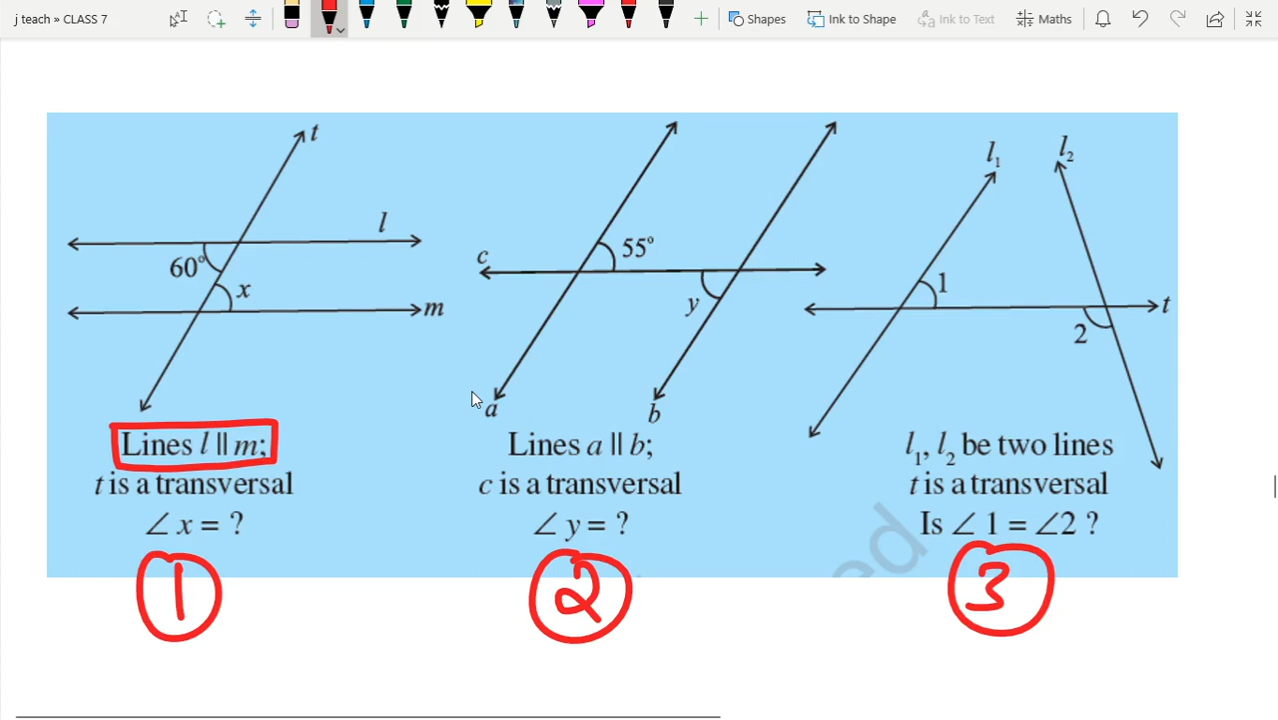 j teach » CLASS 7
Shapes
Ink to Shape
Ink to Text
Maths
t
l
60°
x
m
Lines l || m;
t is a transversal
∠ x = ?
1
c
55°
y
a
b
Lines a || b;
c is a transversal
∠ y = ?
2
l₁
l₂
1
t
2
l₁, l₂ be two lines
t is a transversal
Is ∠ 1 = ∠2 ?
3